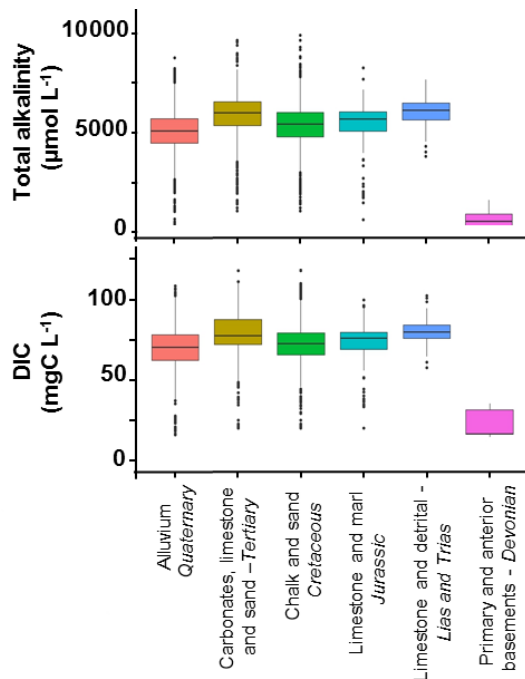 Total alkalinity
(µmol L-1)
10000
5000
0
DIC
(mgC L-1)
100
50
0
Alluvium
Quaternary
Carbonates, limestone
and sand –Tertiary
Chalk and sand
Cretaceous
Limestone and marl
Jurassic
Limestone and detrital -
Lias and Trias
Primary and anterior
basements - Devonian